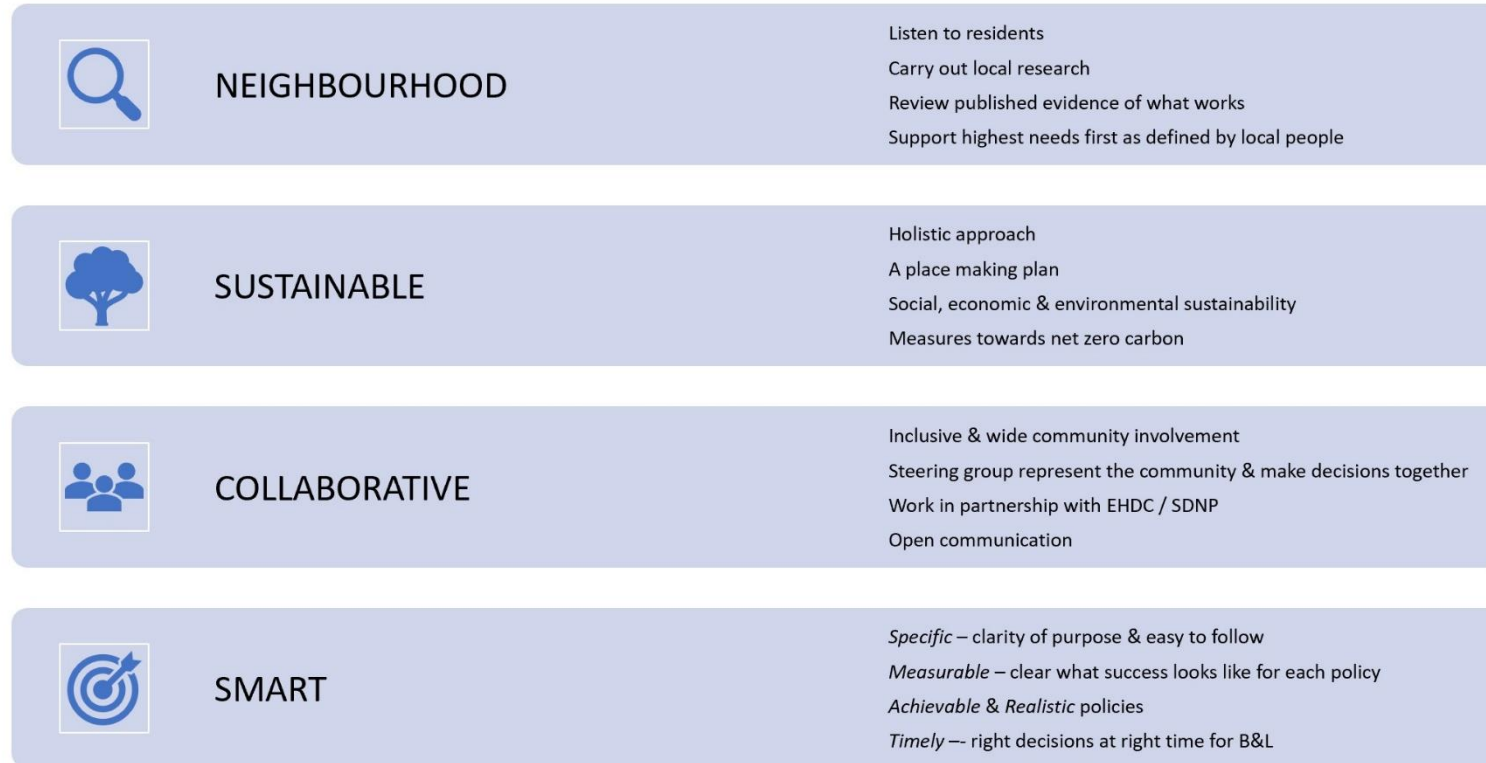 NEIGHBOURHOOD
Listen to residents
Carry out local research
Review published evidence of what works
Support highest needs first as defined by local people
SUSTAINABLE
Holistic approach
A place making plan
Social, economic & environmental sustainability
Measures towards net zero carbon
COLLABORATIVE
Inclusive & wide community involvement
Steering group represent the community & make decisions together
Work in partnership with EHDC / SDNP
Open communication
SMART
Specific – clarity of purpose & easy to follow
Measurable – clear what success looks like for each policy
Achievable & Realistic policies
Timely –- right decisions at right time for B&L